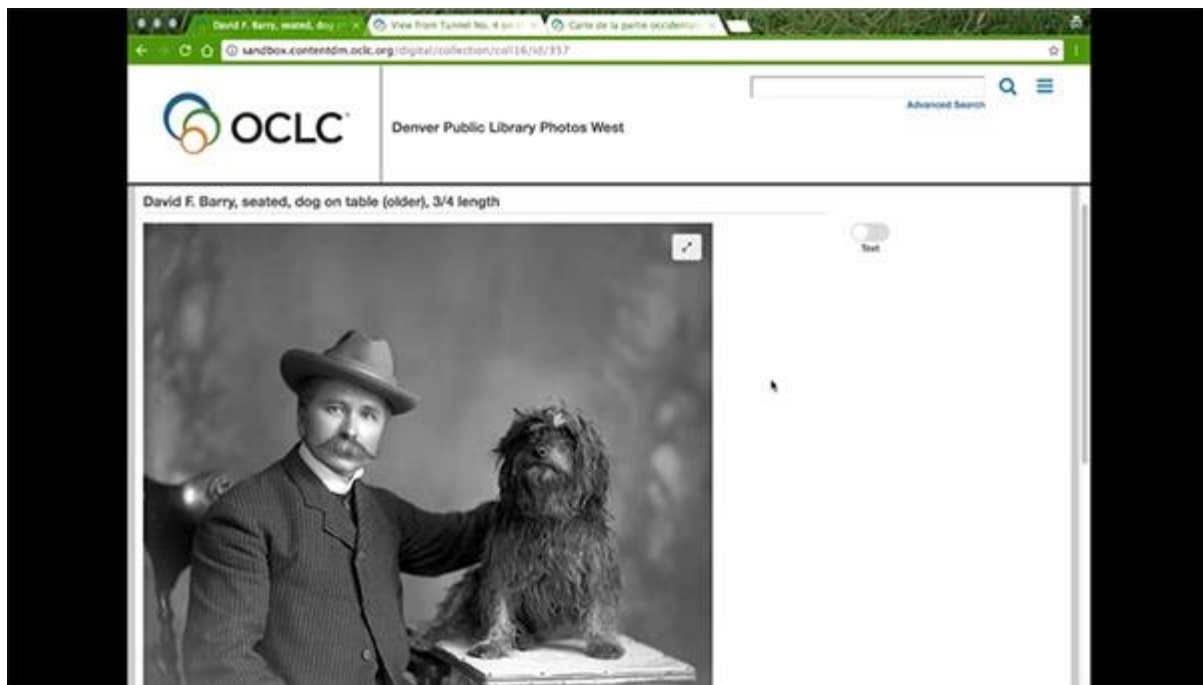 David F. Barry, seated, dog on
View from Tunnel No. 4 on
Carte de la partie occidentale
sandbox.contentdm.oclc.org/digital/collection/coll16/id/357
OCLC
Denver Public Library Photos West
Advanced Search
David F. Barry, seated, dog on table (older), 3/4 length
Text